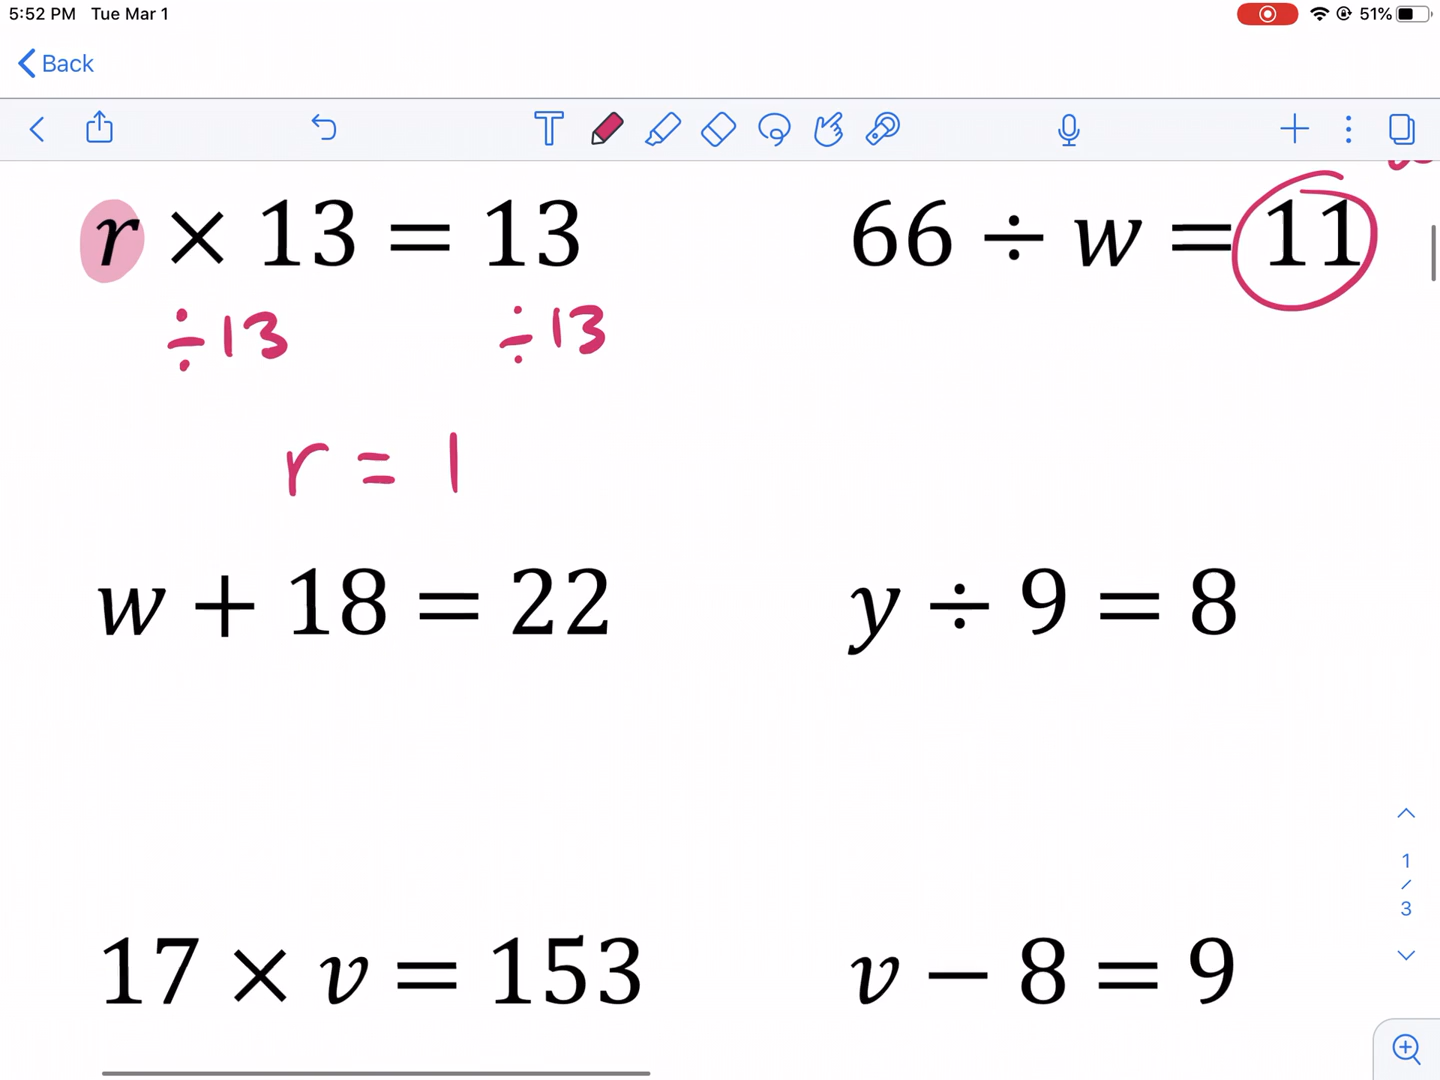 5:52 PM Tue Mar 1
51%
Back
r × 13 = 13
÷13 ÷13
r = 1
66 ÷ w = 11
w + 18 = 22
y ÷ 9 = 8
17 × v = 153
v − 8 = 9
1
/
3